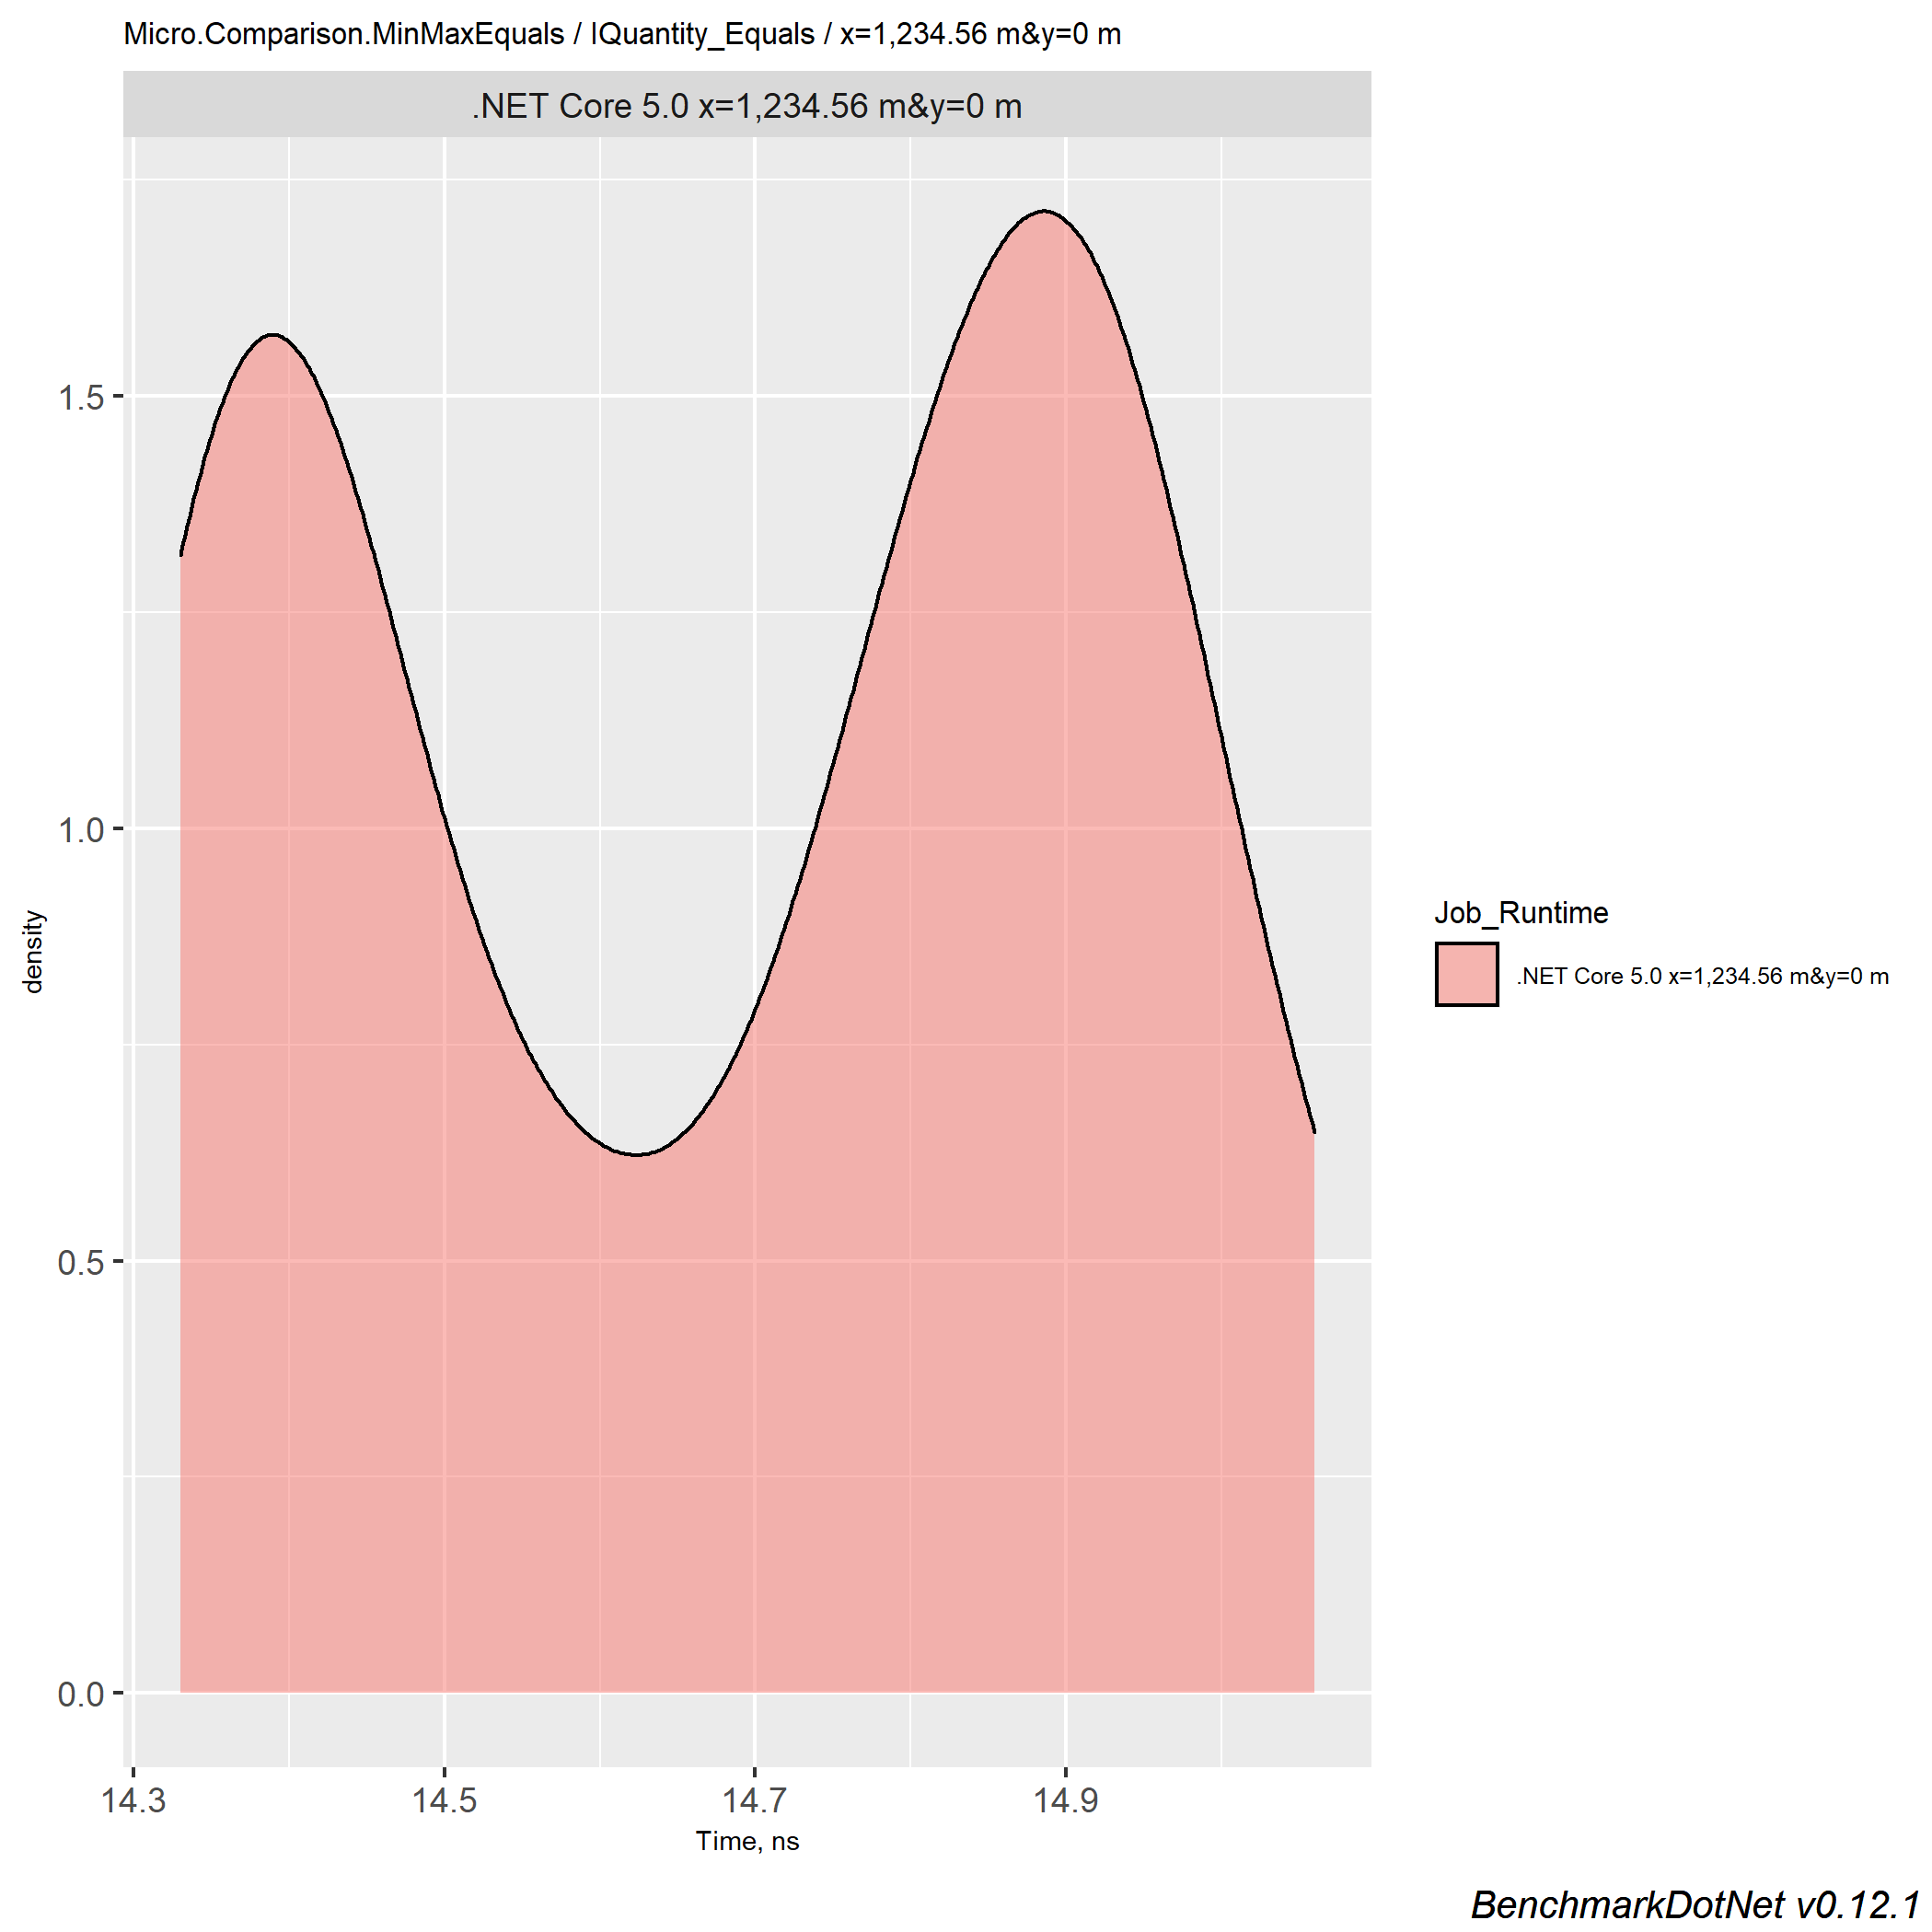 Micro.Comparison.MinMaxEquals / IQuantity_Equals / x=1,234.56 m&y=0 m
.NET Core 5.0 x=1,234.56 m&y=0 m
1.5
1.0
0.5
0.0
density
14.3 14.5 14.7 14.9
Time, ns
Job_Runtime
.NET Core 5.0 x=1,234.56 m&y=0 m
BenchmarkDotNet v0.12.1